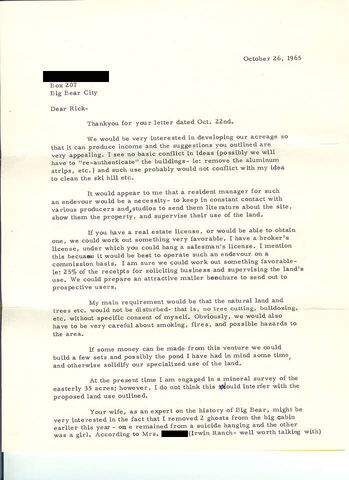 October 26, 1965
Box 207
Big Bear City
Dear Rick-
Thankyou for your letter dated Oct. 22nd.
We would be very interested in developing our acreage so
that it can produce income and the suggestions you outlined are
very appealing. I see no basic conflict in ideas (possibly we will
have to "re-authenticate" the buildings- ie: remove the aluminum
strips, etc.) and such use probably would not conflict with my idea
to clean the ski hill etc.
It would appear to me that a resident manager for such
an endevour would be a necessity- to keep in constant contact with
various producers and studios to send them literature about the site,
show them the property, and supervise their use of the land.
If you have a real estate license, or would be able to obtain
one, we could work out something very favorable. I have a broker's
license, under which you could hang a salesman's license. I mention
this because it would be best to operate such an endevour on a
commission basis. I am sure we could work out something favorable-
ie: 25% of the receipts for soliciting business and supervising the land's
use. We could prepare an attractive mailer brochure to send out to
prospective users.
My main requirement would be that the natural land and
trees etc. would not be disturbed- that is, no tree cutting, bulldozing,
etc. without specific consent of myself. Obviously, we would also
have to be very careful about smoking, fires, and possible hazards to
the area.
If some money can be made from this venture we could
build a few sets and possibly the pond I have had in mind some time,
and otherwise solidify our specialized use of the land.
At the present time I am engaged in a mineral survey of the
easterly 35 acres; however, I do not think this would interfer with the
proposed land use outlined.
Your wife, as an expert on the history of Big Bear, might be
very interested in the fact that I removed 2 ghosts from the big cabin
earlier this year - one remained from a suicide hanging and the other
was a girl. According to Mrs. (Irwin Ranch- well worth talking with)